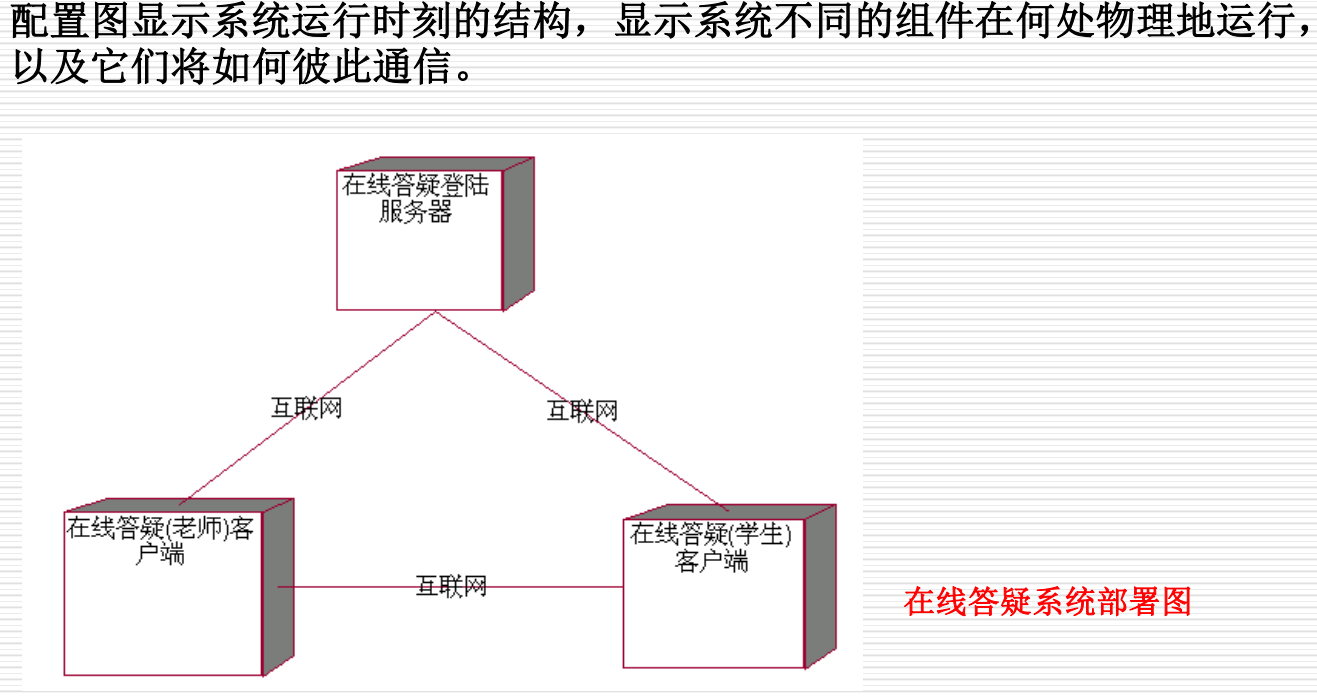 配置图显示系统运行时刻的结构，显示系统不同的组件在何处物理地运行，
以及它们将如何彼此通信。
在线答疑登陆
服务器
互联网
互联网
在线答疑(老师)客
户端
在线答疑(学生)
客户端
互联网
在线答疑系统部署图